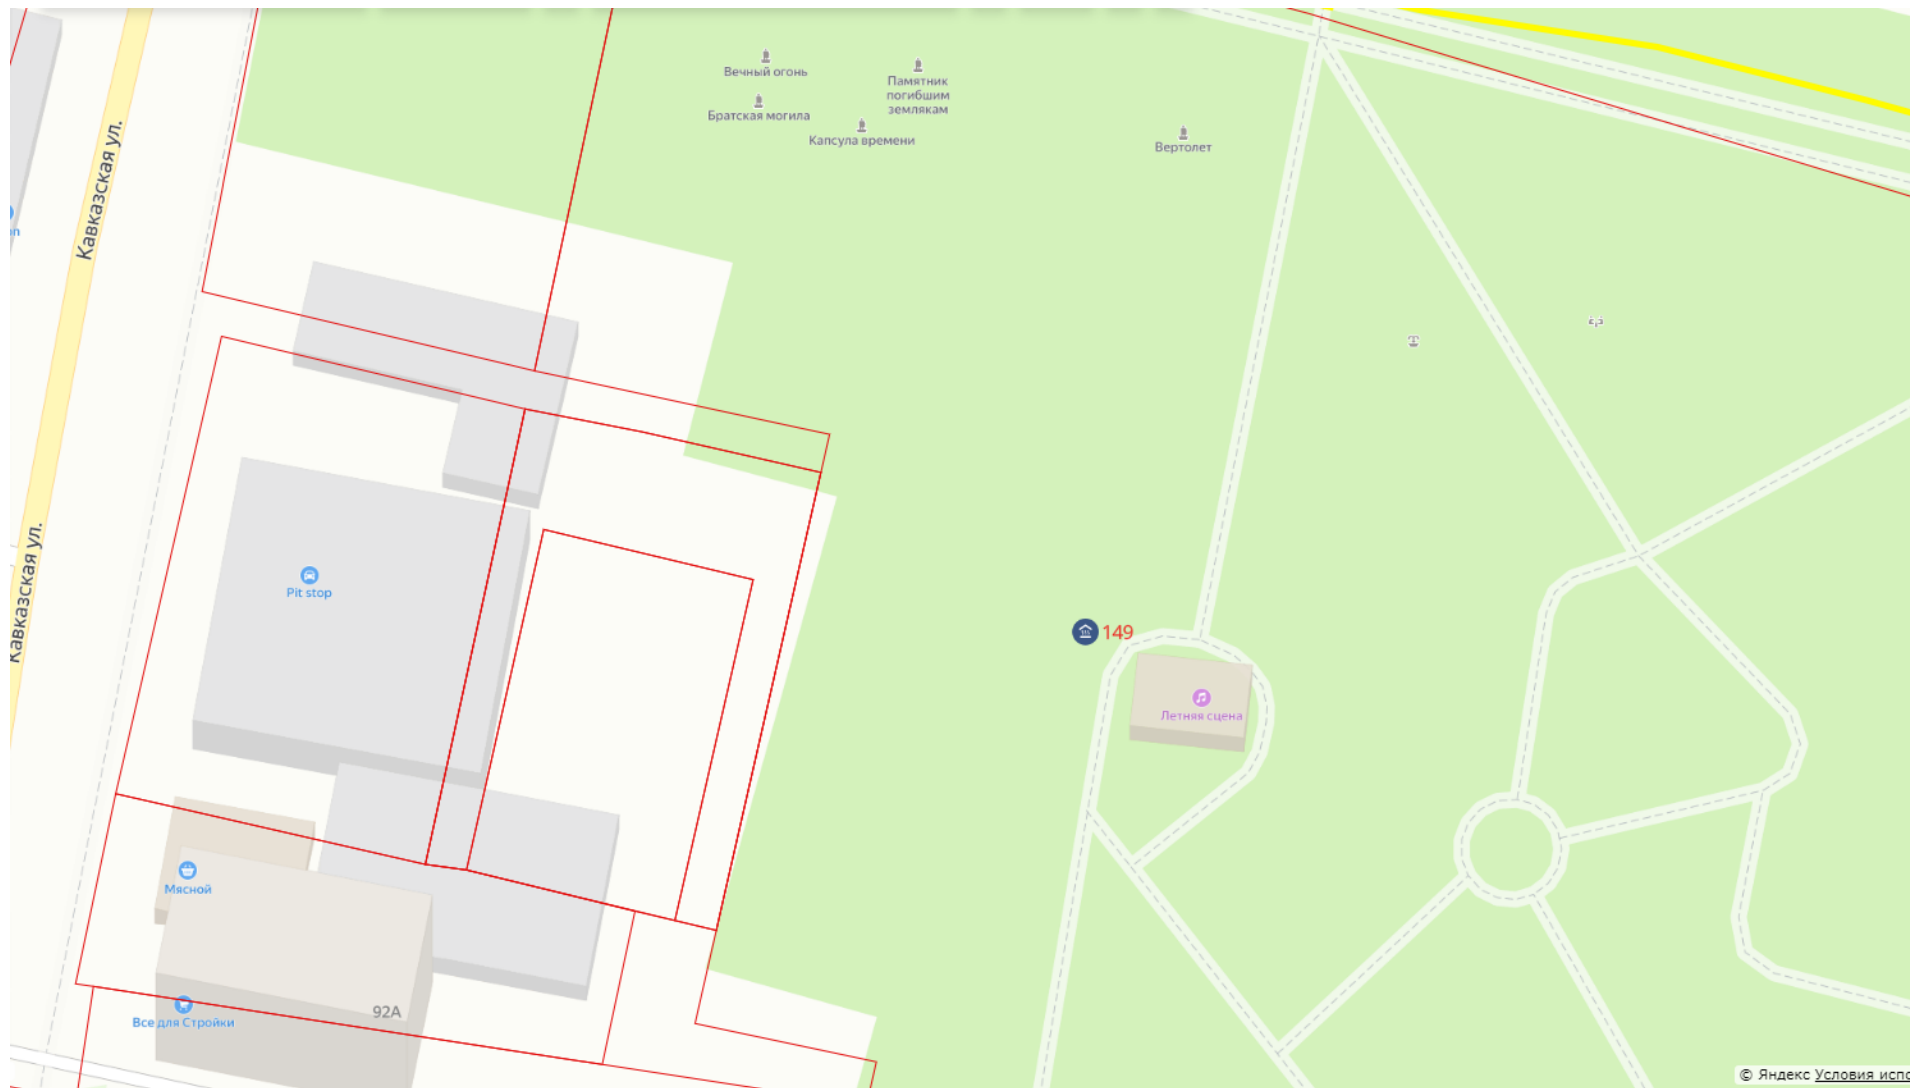 Вечный огонь
Памятник
погибшим
землякам
Братская могила
Капсула времени
Вертолет
Кавказская ул.
п
Кавказская ул.
Pit stop
149
Летняя сцена
Мясной
92А
Все для Стройки
© Яндекс Условия испо